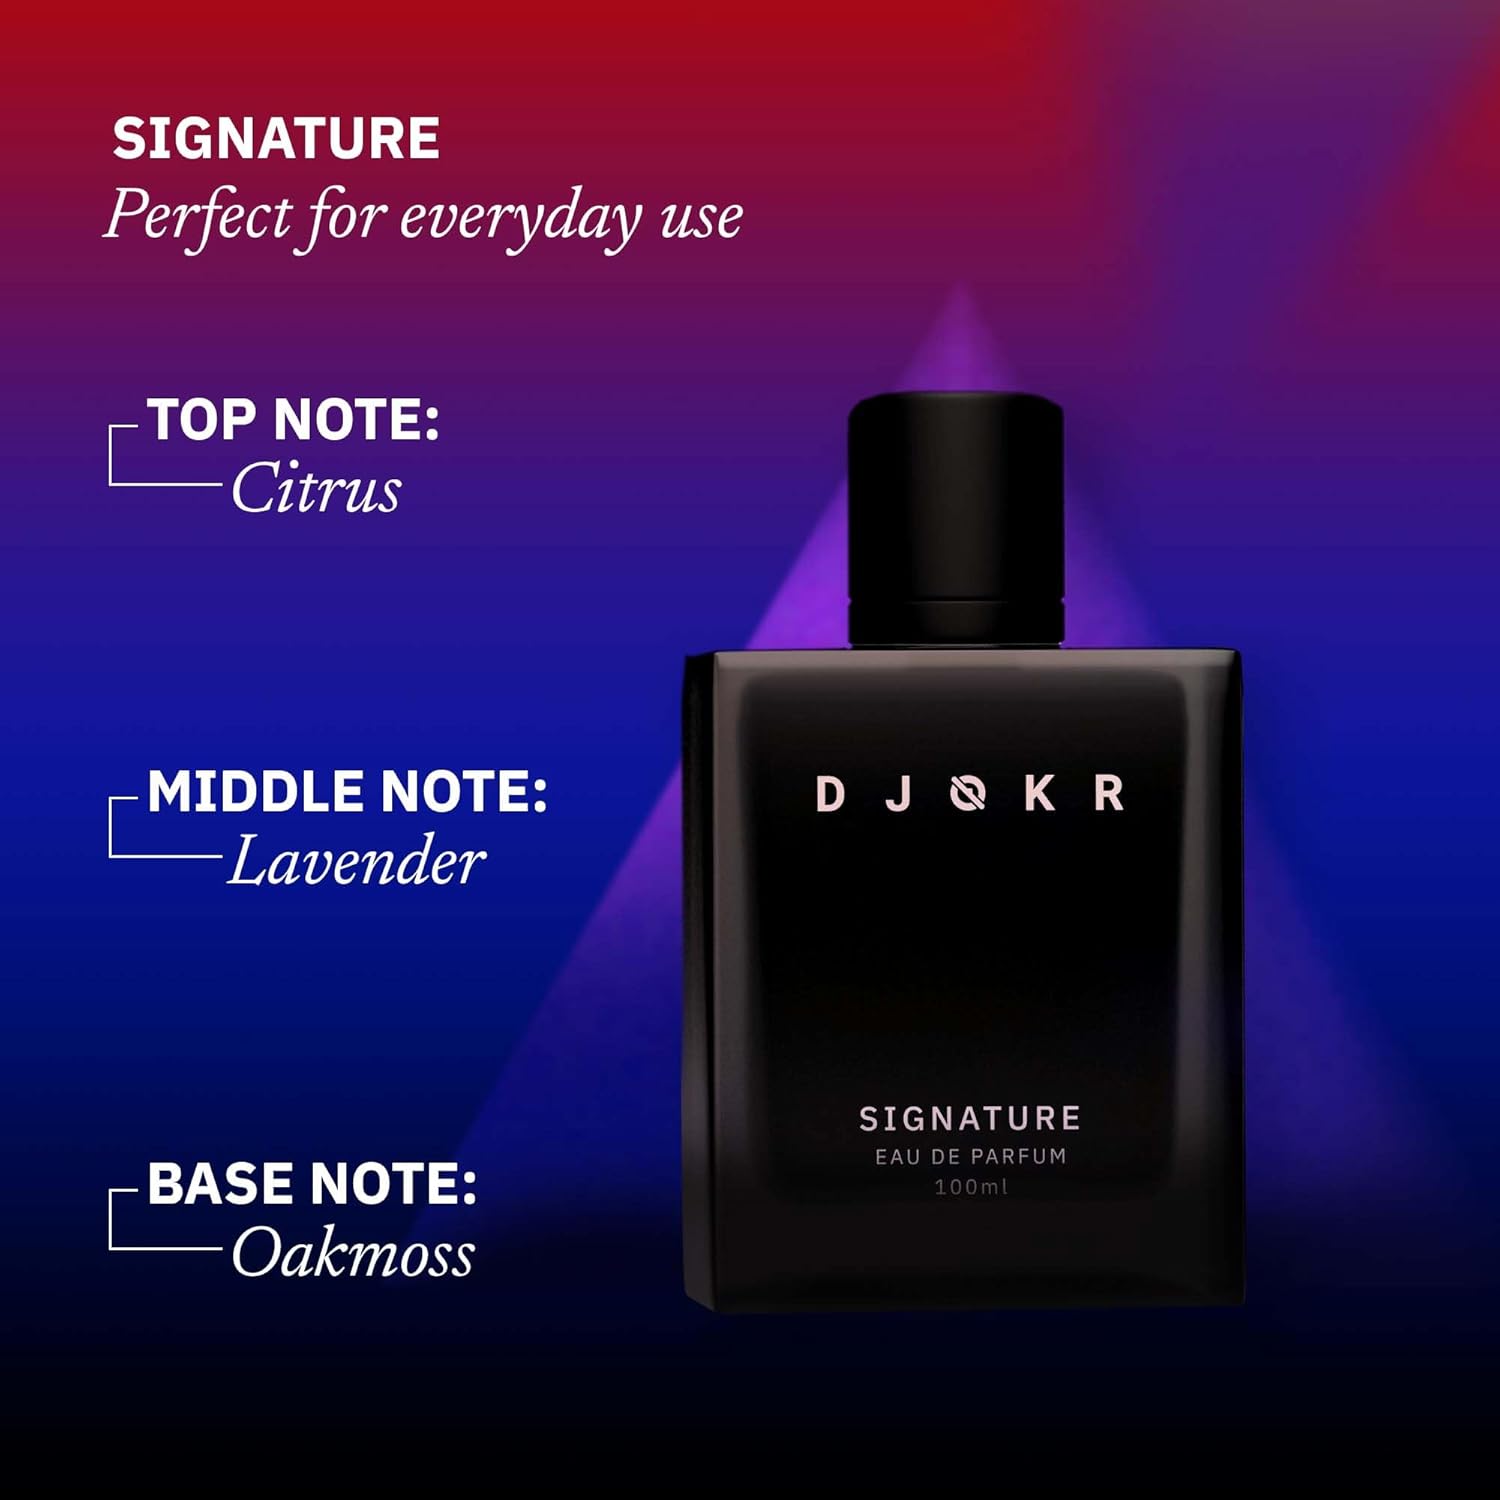 SIGNATURE
Perfect for everyday use
TOP NOTE:
Citrus
MIDDLE NOTE:
Lavender
BASE NOTE:
Oakmoss
DJOKR
SIGNATURE
EAU DE PARFUM
100ml